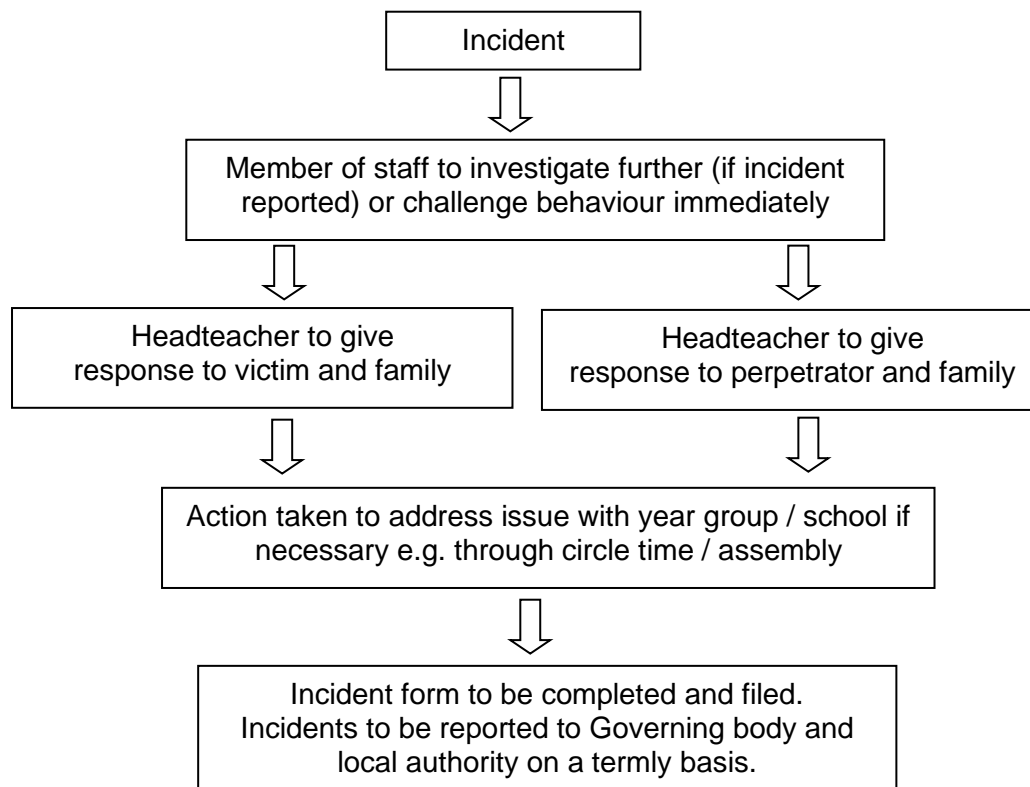 Incident
Member of staff to investigate further (if incident
reported) or challenge behaviour immediately
Headteacher to give
response to victim and family
Headteacher to give
response to perpetrator and family
Action taken to address issue with year group / school if
necessary e.g. through circle time / assembly
Incident form to be completed and filed.
Incidents to be reported to Governing body and
local authority on a termly basis.